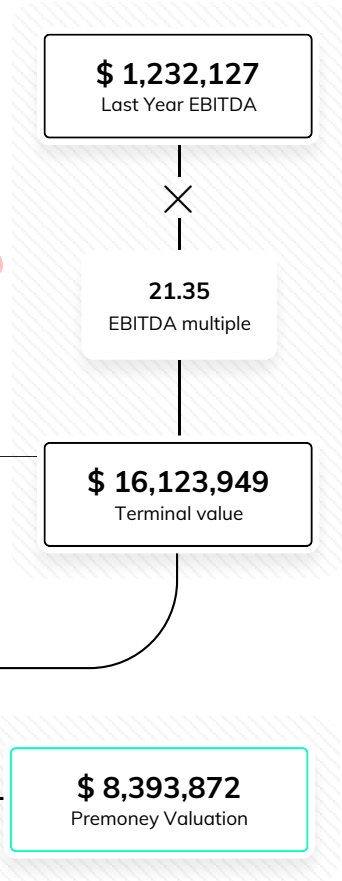 $ 1,232,127
Last Year EBITDA
21.35
EBITDA multiple
$ 16,123,949
Terminal value
$ 8,393,872
Premoney Valuation